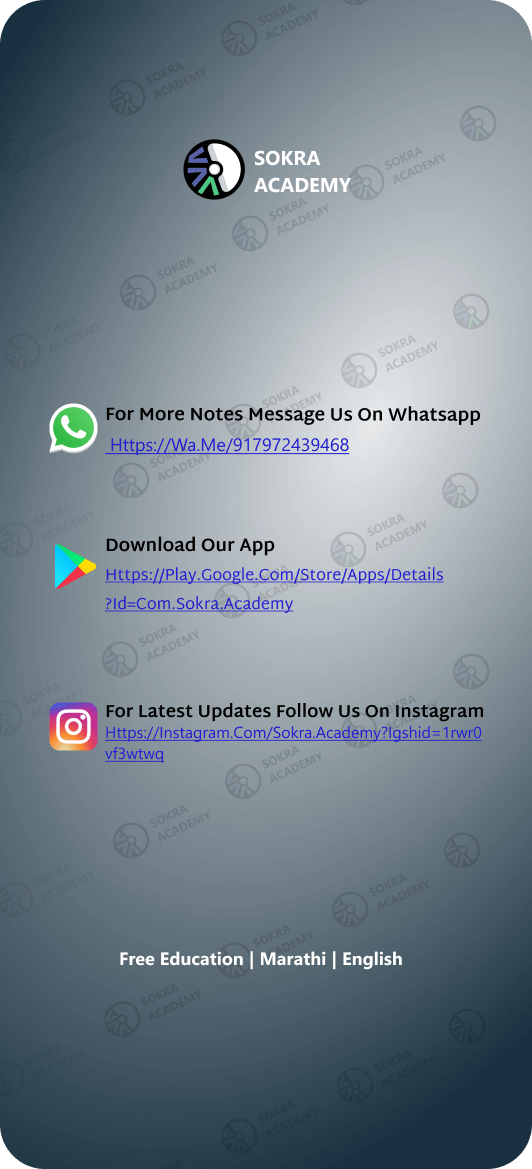 SOKRA
ACADEMY
For More Notes Message Us On Whatsapp
Https://Wa.Me/917972439468
Download Our App
Https://Play.Google.Com/Store/Apps/Details
?Id=Com.Sokra.Academy
For Latest Updates Follow Us On Instagram
Https://Instagram.Com/Sokra.Academy?Igshid=1rwr0
vf3wtwq
Free Education | Marathi | English